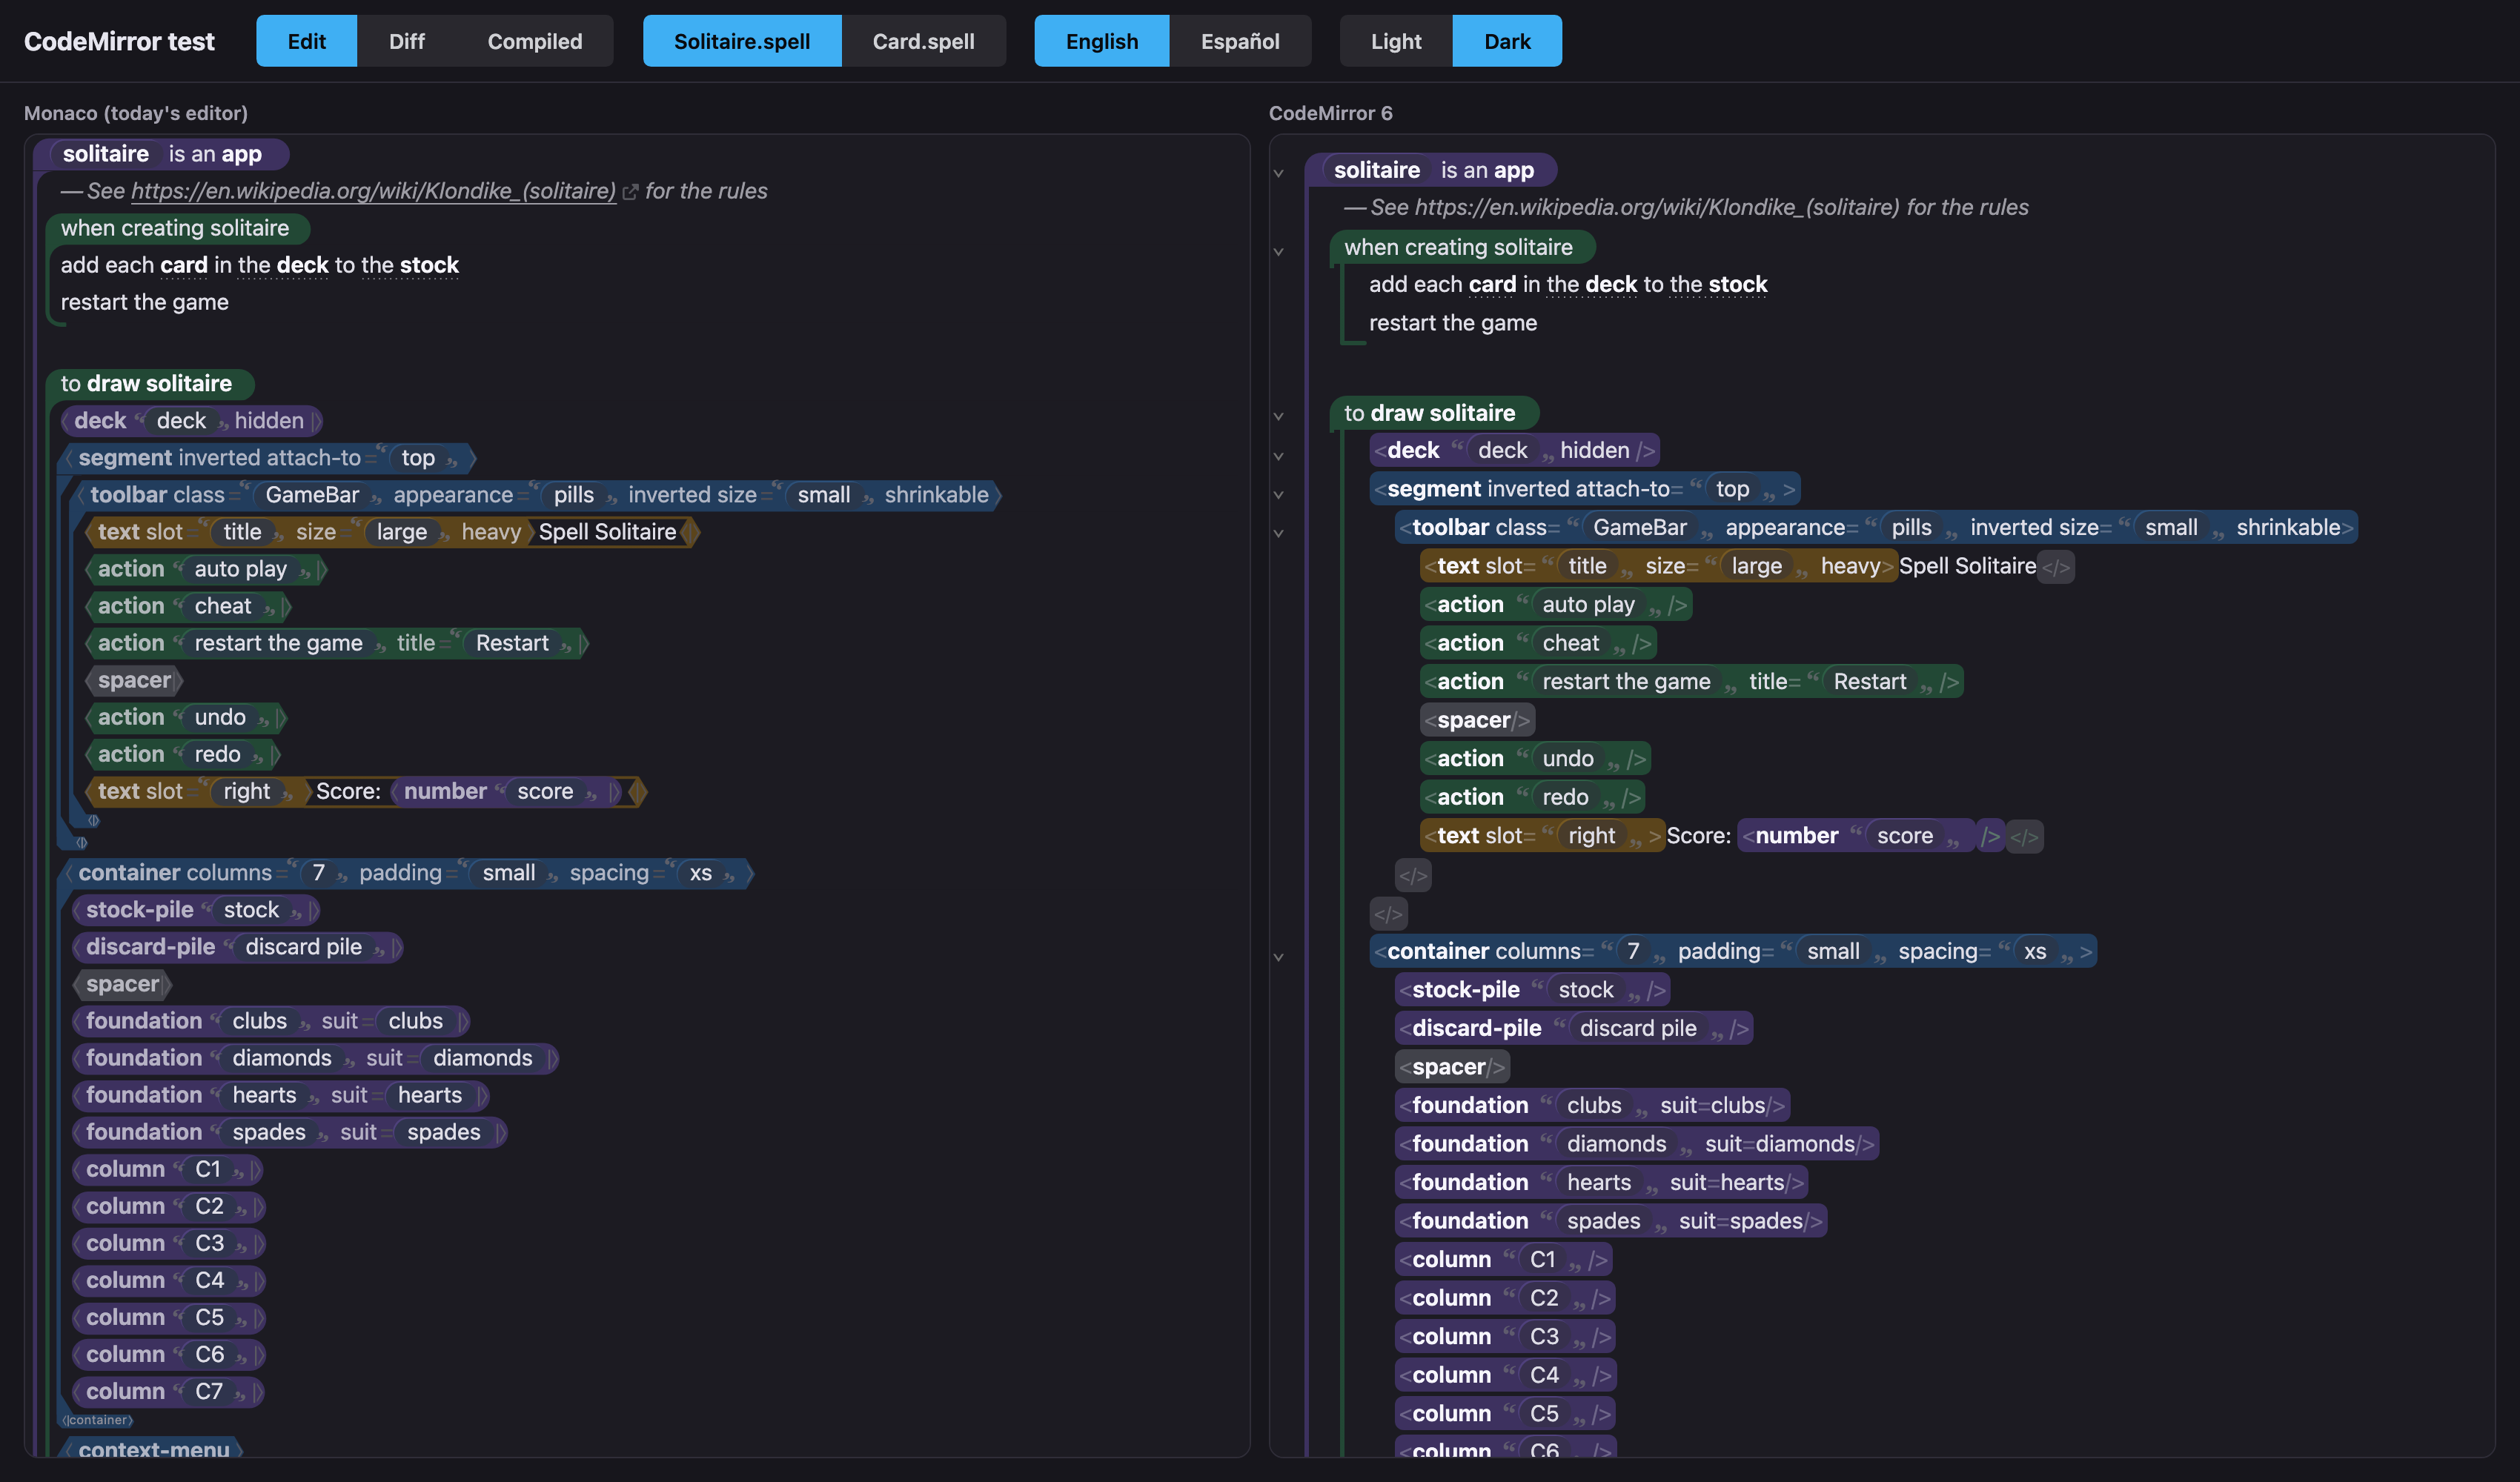 CodeMirror test
Edit Diff Compiled
Solitaire.spell Card.spell
English Español
Light Dark
Monaco (today's editor)
solitaire is an app
— See https://en.wikipedia.org/wiki/Klondike_(solitaire) for the rules
when creating solitaire
add each card in the deck to the stock
restart the game
to draw solitaire
deck “ deck „ hidden
segment inverted attach-to=“ top „
toolbar class=“ GameBar „ appearance=“ pills „ inverted size=“ small „ shrinkable
text slot=“ title „ size=“ large „ heavy Spell Solitaire
action “ auto play „
action “ cheat „
action “ restart the game „ title=“ Restart „
spacer
action “ undo „
action “ redo „
text slot=“ right „ Score: number “ score „
container columns=“ 7 „ padding=“ small „ spacing=“ xs „
stock-pile “ stock „
discard-pile “ discard pile „
spacer
foundation “ clubs „ suit= clubs
foundation “ diamonds „ suit= diamonds
foundation “ hearts „ suit= hearts
foundation “ spades „ suit= spades
column “ C1 „
column “ C2 „
column “ C3 „
column “ C4 „
column “ C5 „
column “ C6 „
column “ C7 „
container
context-menu
CodeMirror 6
solitaire is an app
— See https://en.wikipedia.org/wiki/Klondike_(solitaire) for the rules
when creating solitaire
add each card in the deck to the stock
restart the game
to draw solitaire
<deck “ deck „ hidden />
<segment inverted attach-to= “ top „ >
<toolbar class= “ GameBar „ appearance= “ pills „ inverted size= “ small „ shrinkable>
<text slot= “ title „ size= “ large „ heavy>Spell Solitaire</>
<action “ auto play „ />
<action “ cheat „ />
<action “ restart the game „ title= “ Restart „ />
<spacer/>
<action “ undo „ />
<action “ redo „ />
<text slot= “ right „ >Score: <number “ score „ /></>
</>
</>
<container columns= “ 7 „ padding= “ small „ spacing= “ xs „ >
<stock-pile “ stock „ />
<discard-pile “ discard pile „ />
<spacer/>
<foundation “ clubs „ suit=clubs/>
<foundation “ diamonds „ suit=diamonds/>
<foundation “ hearts „ suit=hearts/>
<foundation “ spades „ suit=spades/>
<column “ C1 „ />
<column “ C2 „ />
<column “ C3 „ />
<column “ C4 „ />
<column “ C5 „ />
<column “ C6 „ />